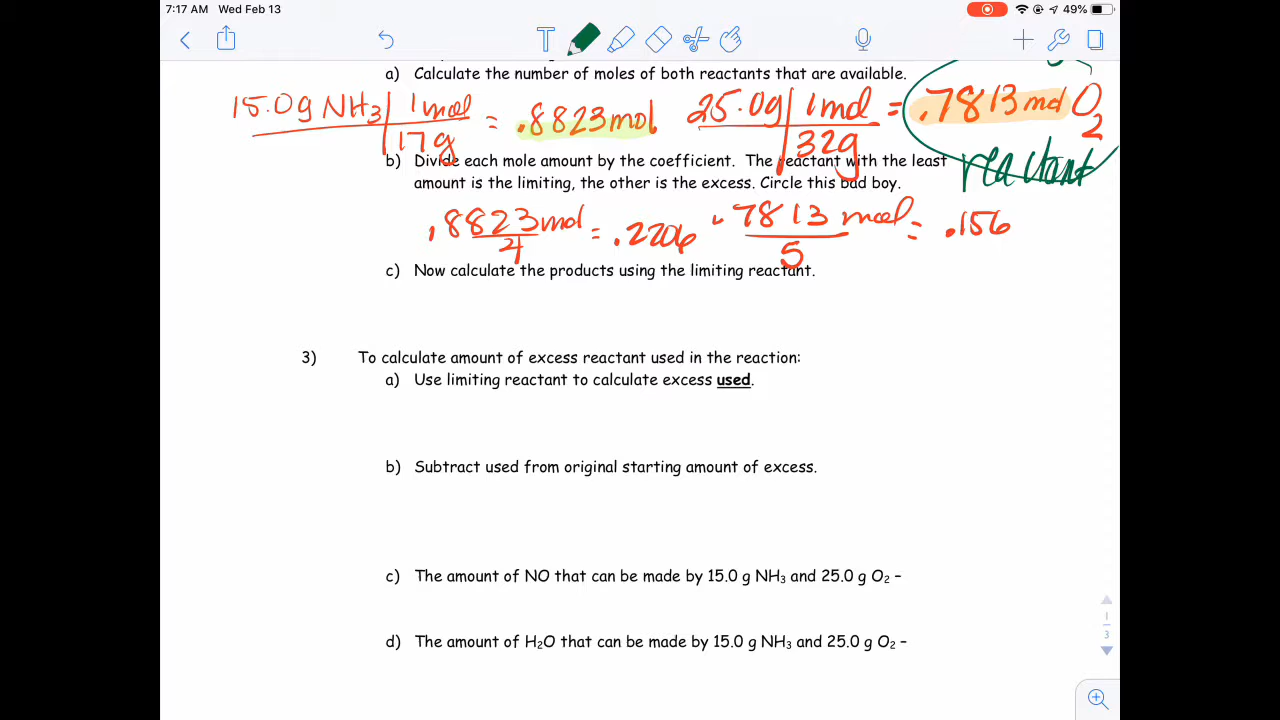 7:17 AM Wed Feb 13
49%
a) Calculate the number of moles of both reactants that are available.
15.0g NH3 | 1mol = .8823mol 25.0g | 1mol = .7813 mol O2
17g 32g
b) Divide each mole amount by the coefficient. The reactant with the least
reactant
amount is the limiting, the other is the excess. Circle this bad boy.
.8823mol = .2206 .7813 mol = .156
4 5
c) Now calculate the products using the limiting reactant.
3) To calculate amount of excess reactant used in the reaction:
a) Use limiting reactant to calculate excess used.
b) Subtract used from original starting amount of excess.
c) The amount of NO that can be made by 15.0 g NH₃ and 25.0 g O₂ –
d) The amount of H₂O that can be made by 15.0 g NH₃ and 25.0 g O₂ –
1
3